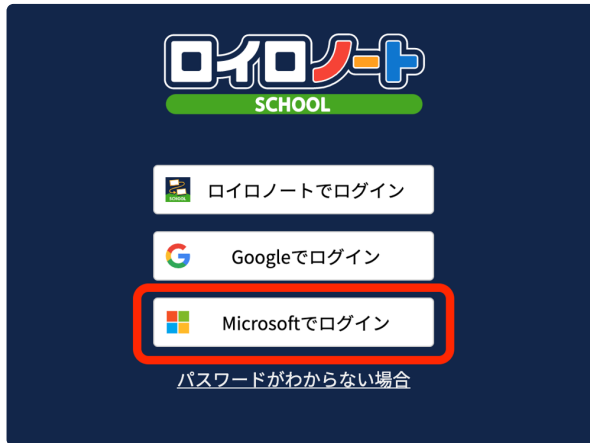 ロイロノート
SCHOOL
SCHOOL
ロイロノートでログイン
Googleでログイン
Microsoftでログイン
パスワードがわからない場合